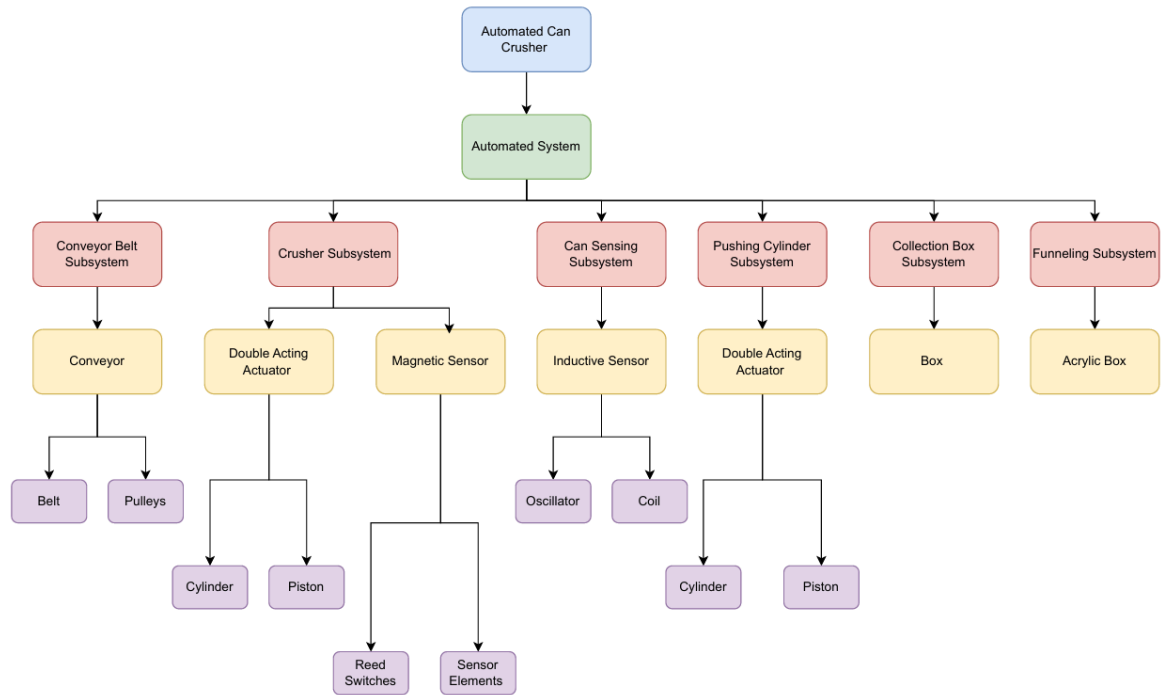 Automated Can
Crusher
Automated System
Conveyor Belt
Subsystem
Crusher Subsystem
Can Sensing
Subsystem
Pushing Cylinder
Subsystem
Collection Box
Subsystem
Funneling Subsystem
Conveyor
Double Acting
Actuator
Magnetic Sensor
Inductive Sensor
Double Acting
Actuator
Box
Acrylic Box
Belt
Pulleys
Oscillator
Coil
Cylinder
Piston
Cylinder
Piston
Reed
Switches
Sensor
Elements